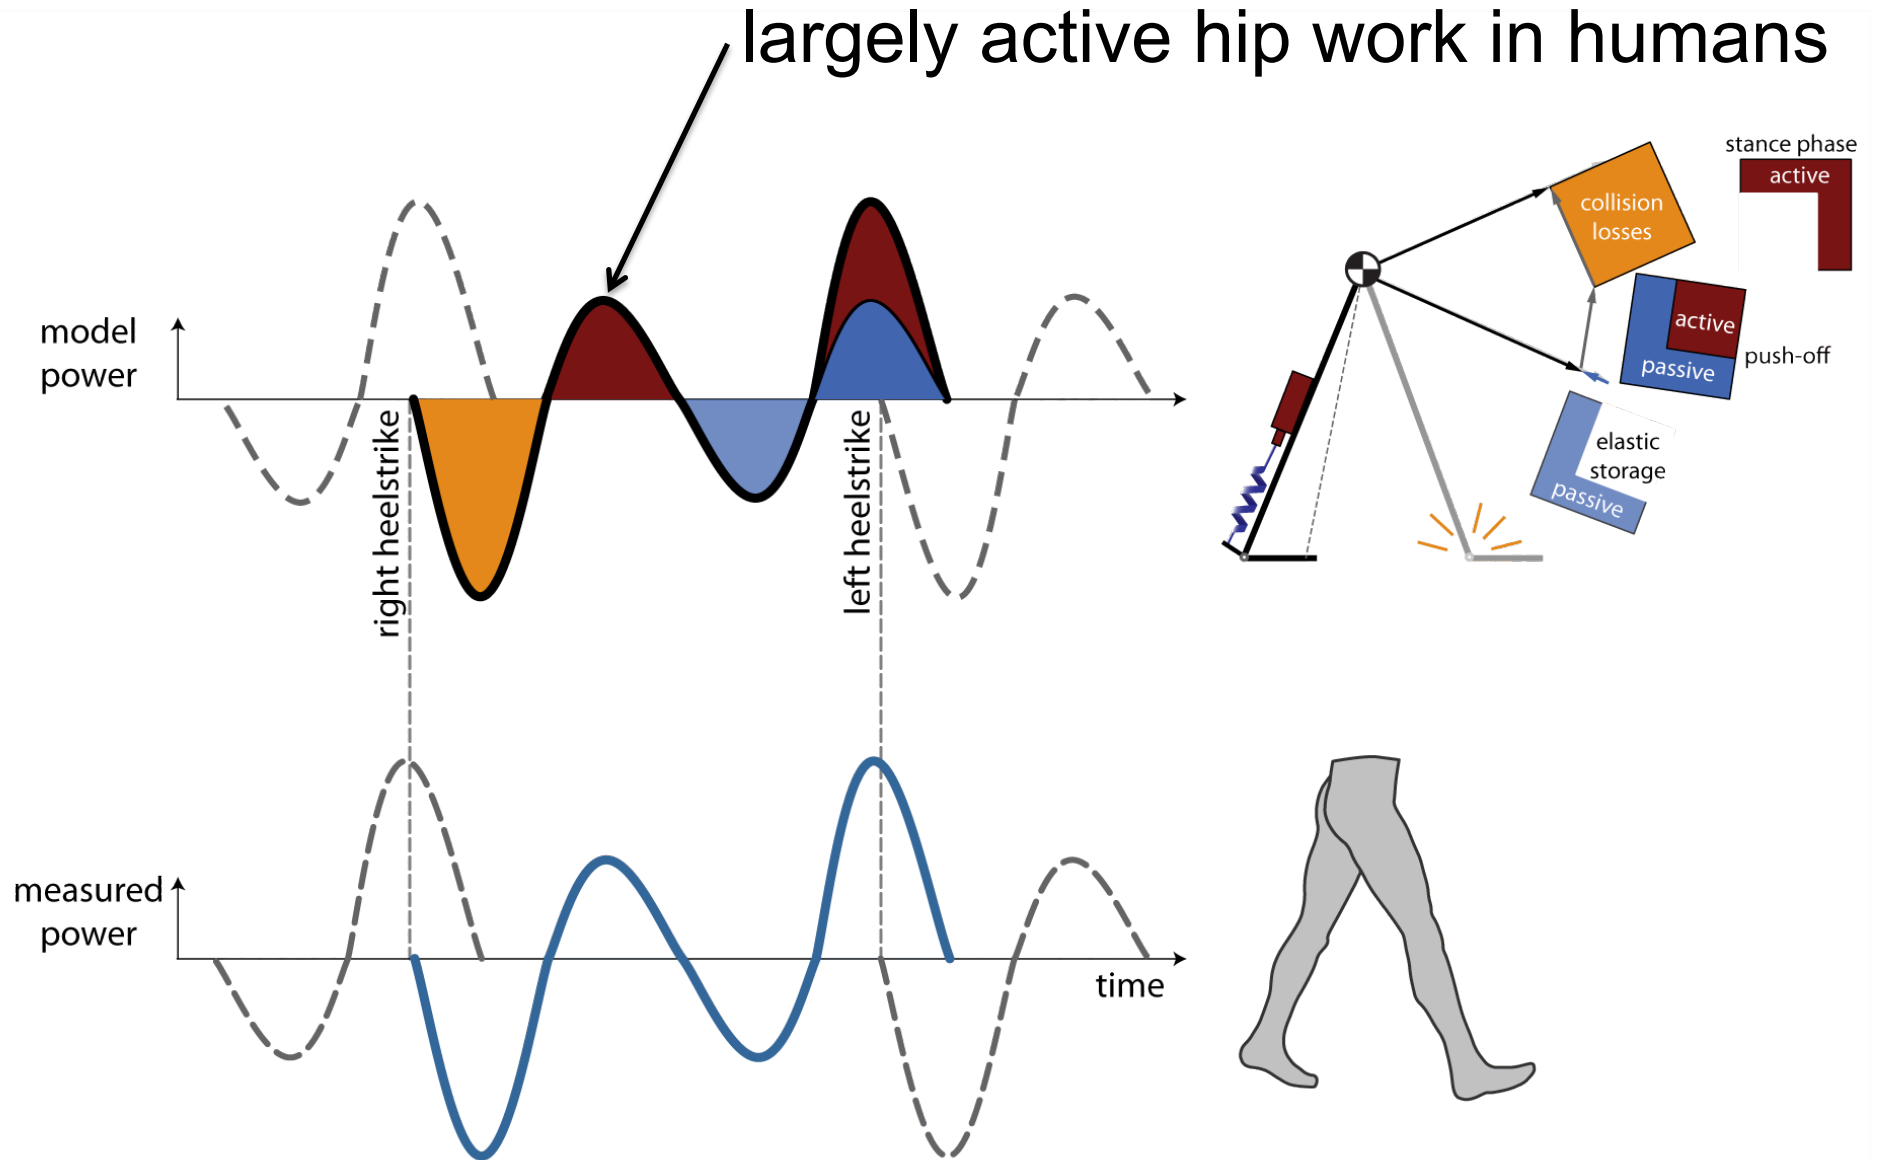 largely active hip work in humans
stance phase
active
collision
losses
active
passive
push-off
elastic
storage
passive
model
power
right heelstrike
left heelstrike
measured
power
time